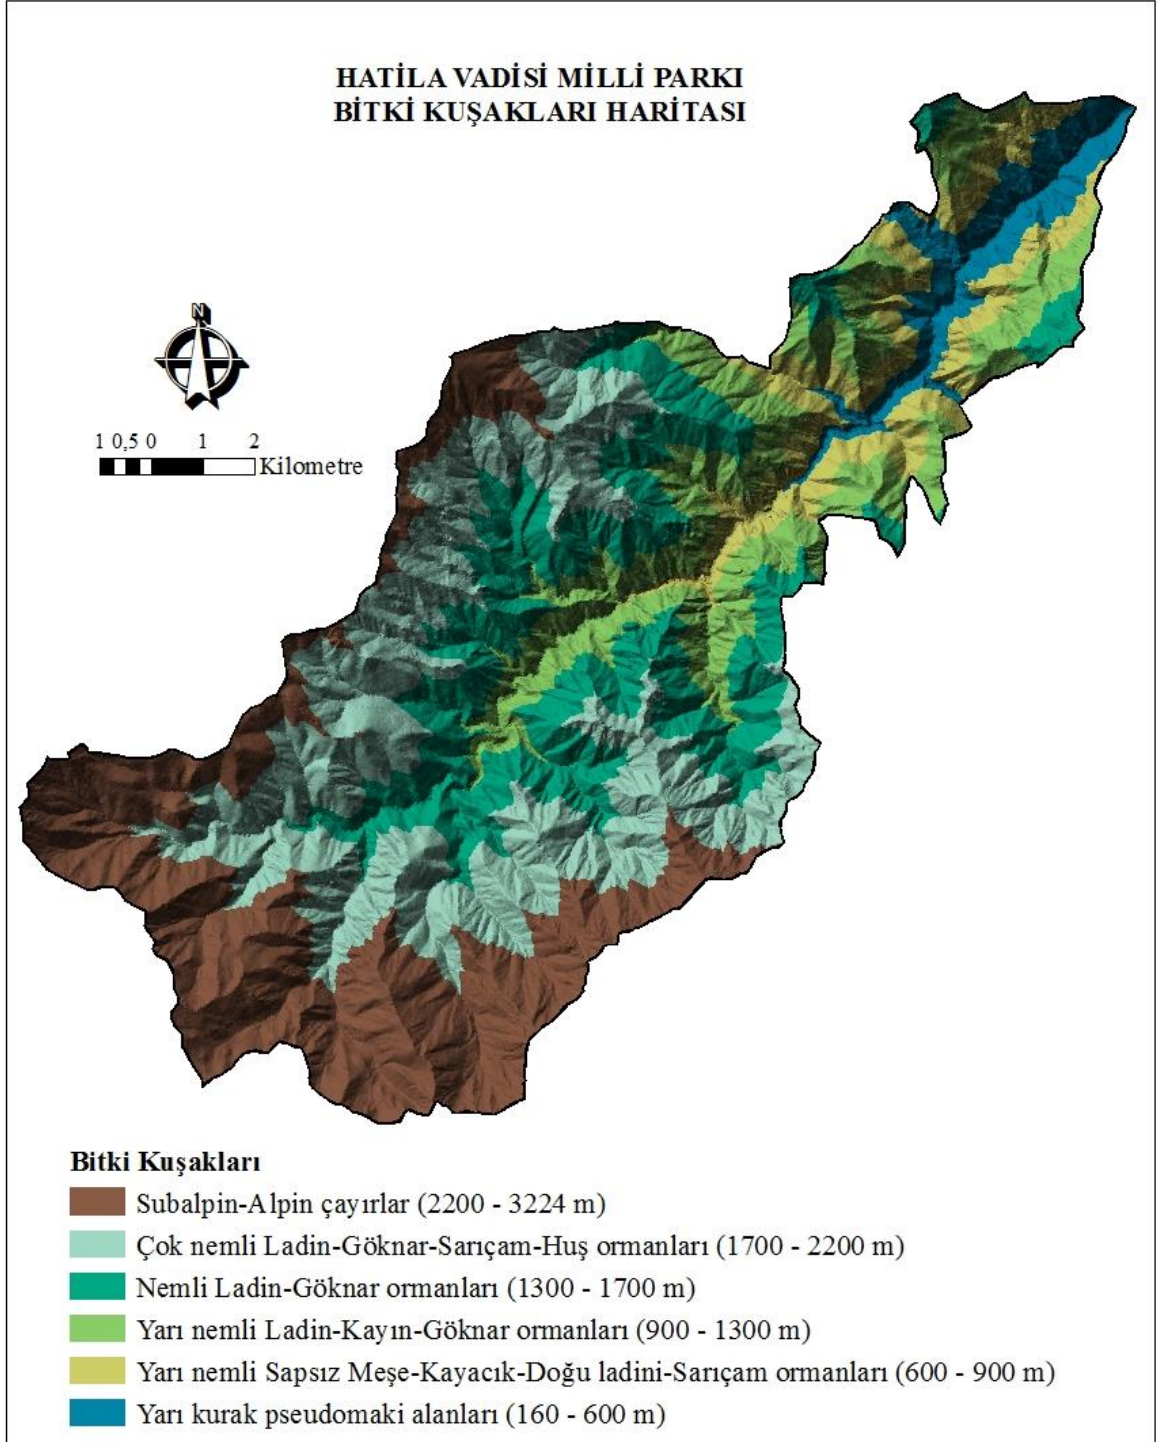 HATİLA VADİSİ MİLLİ PARKI
BİTKİ KUŞAKLARI HARİTASI
N
1 0,5 0 1 2
Kilometre
Bitki Kuşakları
Subalpin-Alpin çayırlar (2200 - 3224 m)
Çok nemli Ladin-Göknar-Sarıçam-Huş ormanları (1700 - 2200 m)
Nemli Ladin-Göknar ormanları (1300 - 1700 m)
Yarı nemli Ladin-Kayın-Göknar ormanları (900 - 1300 m)
Yarı nemli Sapsız Meşe-Kayacık-Doğu ladini-Sarıçam ormanları (600 - 900 m)
Yarı kurak pseudomaki alanları (160 - 600 m)